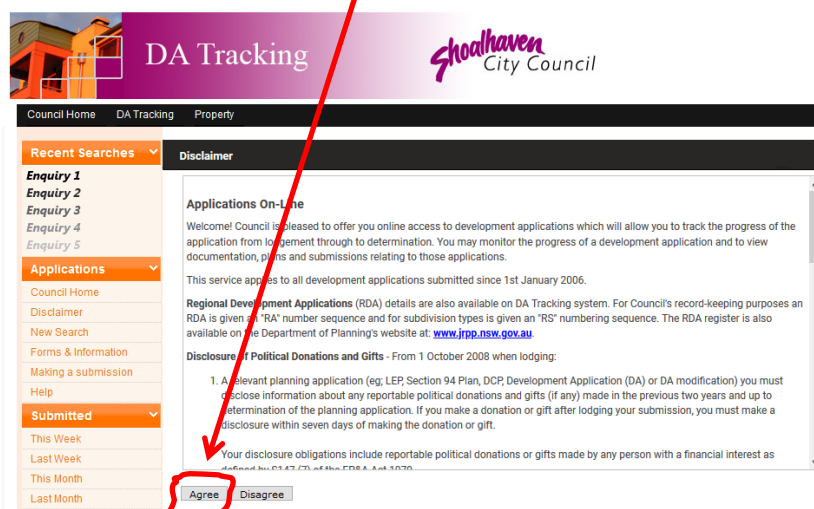 DA Tracking
Shoalhaven
City Council
Council Home DA Tracking Property
Recent Searches
Enquiry 1
Enquiry 2
Enquiry 3
Enquiry 4
Enquiry 5
Applications
Council Home
Disclaimer
New Search
Forms & Information
Making a submission
Help
Submitted
This Week
Last Week
This Month
Last Month
Disclaimer
Applications On-Line
Welcome! Council is pleased to offer you online access to development applications which will allow you to track the progress of the
application from lodgement through to determination. You may monitor the progress of a development application and to view
documentation, plans and submissions relating to those applications.
This service applies to all development applications submitted since 1st January 2006.
Regional Development Applications (RDA) details are also available on DA Tracking system. For Council's record-keeping purposes an
RDA is given an "RA" number sequence and for subdivision types is given an "RS" numbering sequence. The RDA register is also
available on the Department of Planning's website at: www.jrpp.nsw.gov.au.
Disclosure of Political Donations and Gifts - From 1 October 2008 when lodging:
1. A relevant planning application (eg; LEP, Section 94 Plan, DCP, Development Application (DA) or DA modification) you must
disclose information about any reportable political donations and gifts (if any) made in the previous two years and up to
determination of the planning application. If you make a donation or gift after lodging your submission, you must make a
disclosure within seven days of making the donation or gift.
Your disclosure obligations include reportable political donations or gifts made by any person with a financial interest as
defined by S147 (7) of the EP&A Act 1979
Agree Disagree